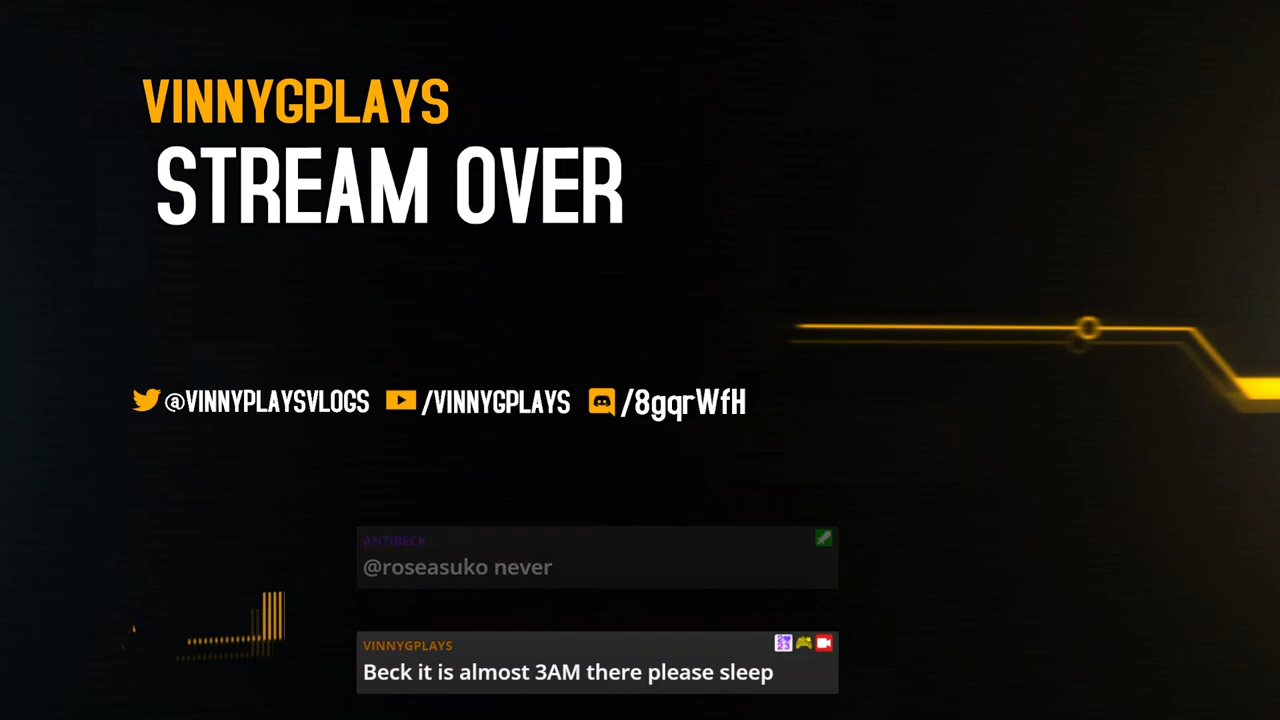 VINNYGPLAYS
STREAM OVER
@VINNYPLAYSVLOGS /VINNYGPLAYS /8gqrWfH
ANTIBECK
@roseasuko never
VINNYGPLAYS
Beck it is almost 3AM there please sleep